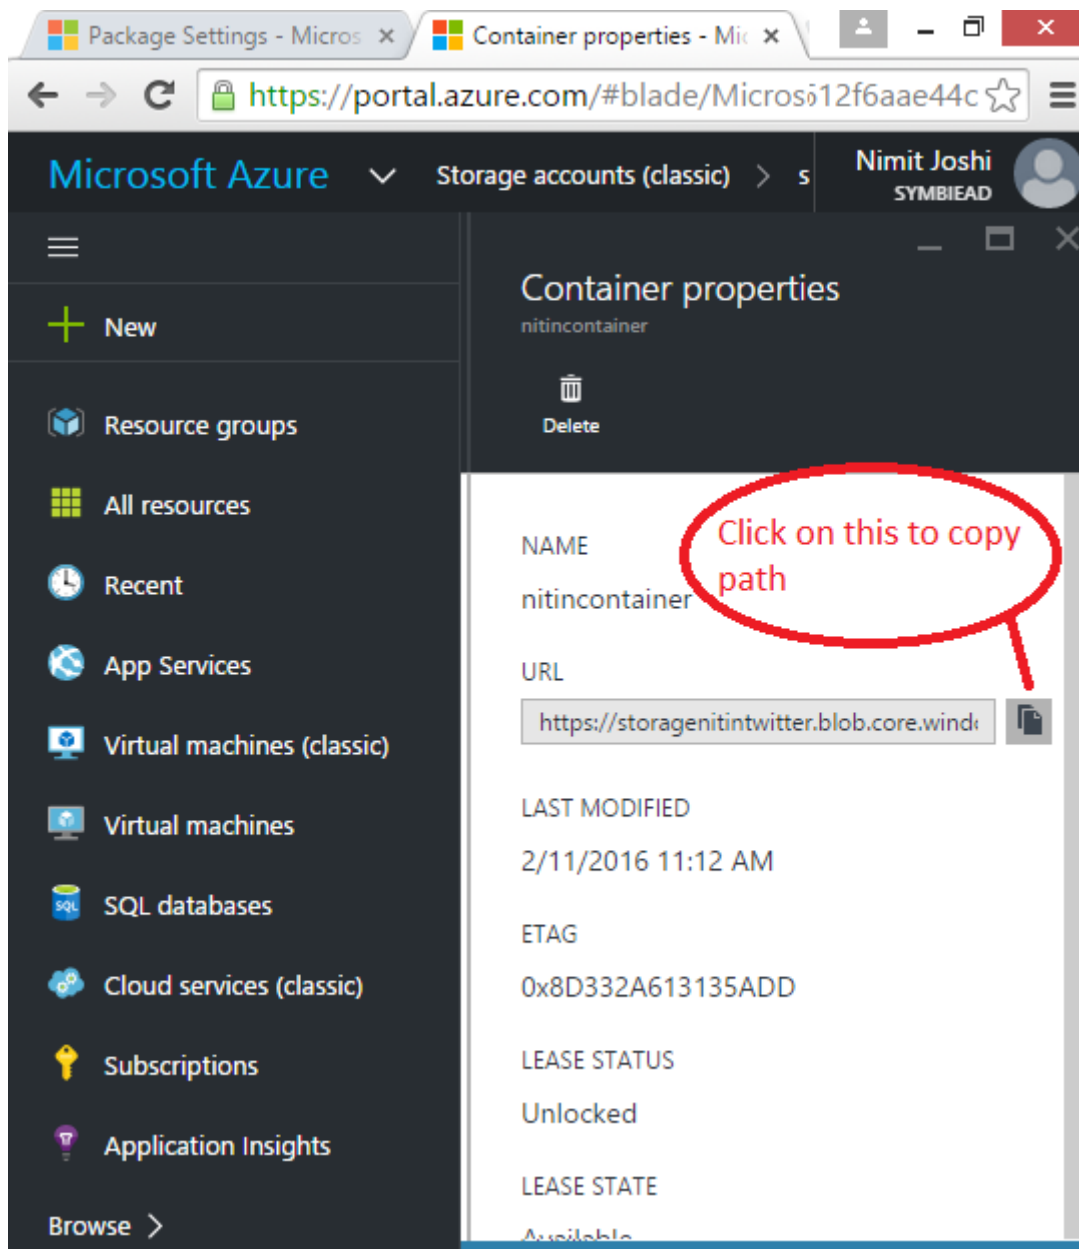 Package Settings - Micros
Container properties - Mic
https://portal.azure.com/#blade/Micros
12f6aae44c
Microsoft Azure
Storage accounts (classic) > s
Nimit Joshi
SYMBIEAD
Container properties
nitincontainer
New
Delete
Resource groups
All resources
Recent
App Services
Virtual machines (classic)
Virtual machines
SQL databases
Cloud services (classic)
Subscriptions
Application Insights
Browse >
Click on this to copy
path
NAME
nitincontainer
URL
https://storagenitintwitter.blob.core.wind
LAST MODIFIED
2/11/2016 11:12 AM
ETAG
0x8D332A613135ADD
LEASE STATUS
Unlocked
LEASE STATE
Available